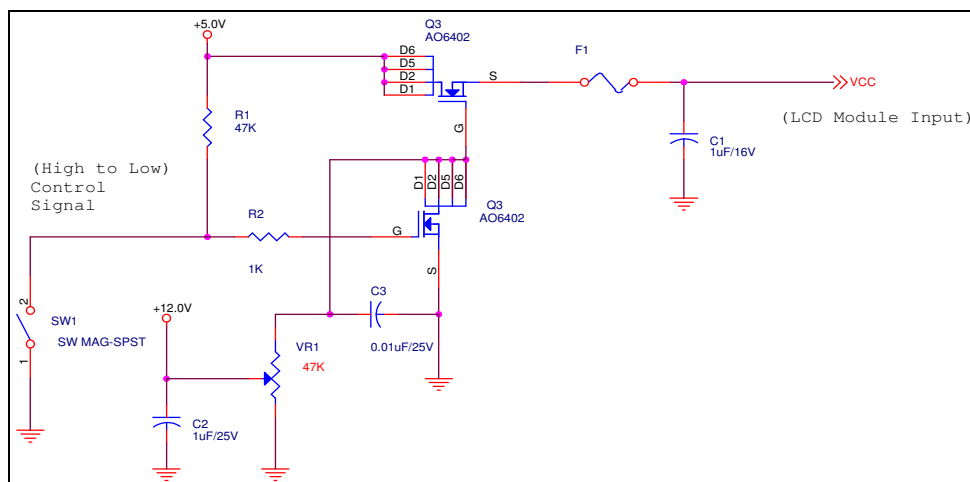 Q3
AO6402
+5.0V
D6
D5
D2
D1
S
F1
VCC
(LCD Module Input)
R1
47K
G
C1
1uF/16V
(High to Low)
Control
Signal
D1
D2
D5
D6
Q3
AO6402
R2
1K
G
S
2
SW1
SW MAG-SPST
1
+12.0V
C3
0.01uF/25V
VR1
47K
C2
1uF/25V